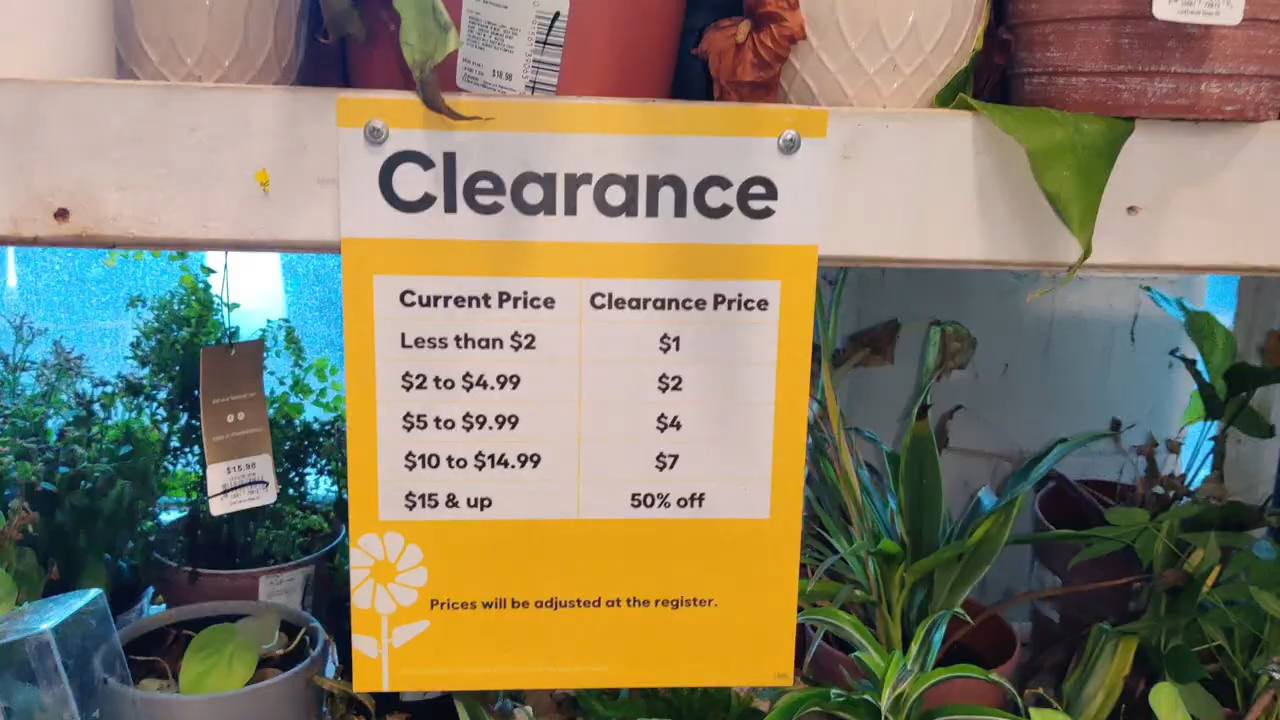 $18.98
Clearance
Current Price Clearance Price
Less than $2 $1
$2 to $4.99 $2
$5 to $9.99 $4
$10 to $14.99 $7
$15 & up 50% off
Prices will be adjusted at the register.
$15.98